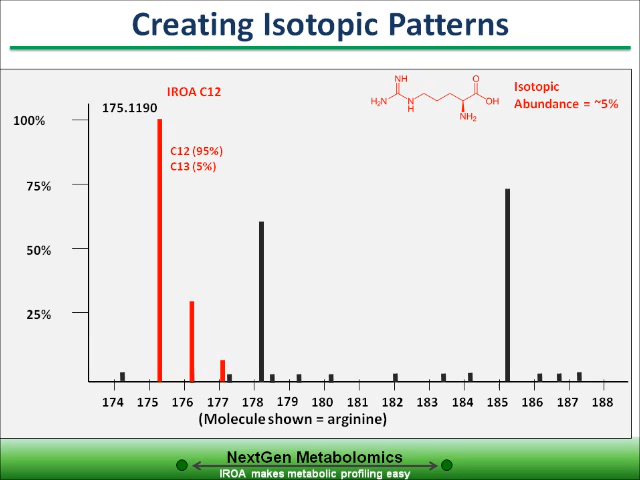 Creating Isotopic Patterns
IROA C12
175.1190
Isotopic
Abundance = ~5%
NH
H₂N
N
H
O
OH
NH₂
C12 (95%)
C13 (5%)
100%
75%
50%
25%
174 175 176 177 178 179 180 181 182 183 184 185 186 187 188
(Molecule shown = arginine)
NextGen Metabolomics
IROA makes metabolic profiling easy